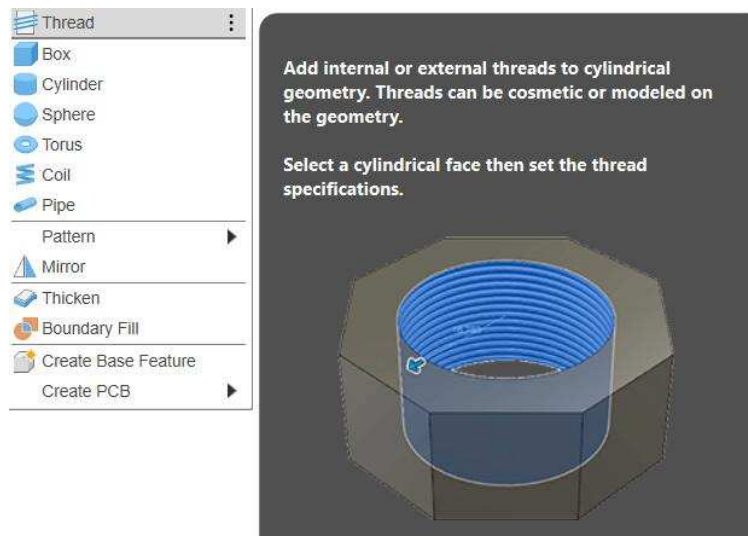 Thread
Box
Cylinder
Sphere
Torus
Coil
Pipe
Pattern
Mirror
Thicken
Boundary Fill
Create Base Feature
Create PCB
Add internal or external threads to cylindrical
geometry. Threads can be cosmetic or modeled on
the geometry.
Select a cylindrical face then set the thread
specifications.